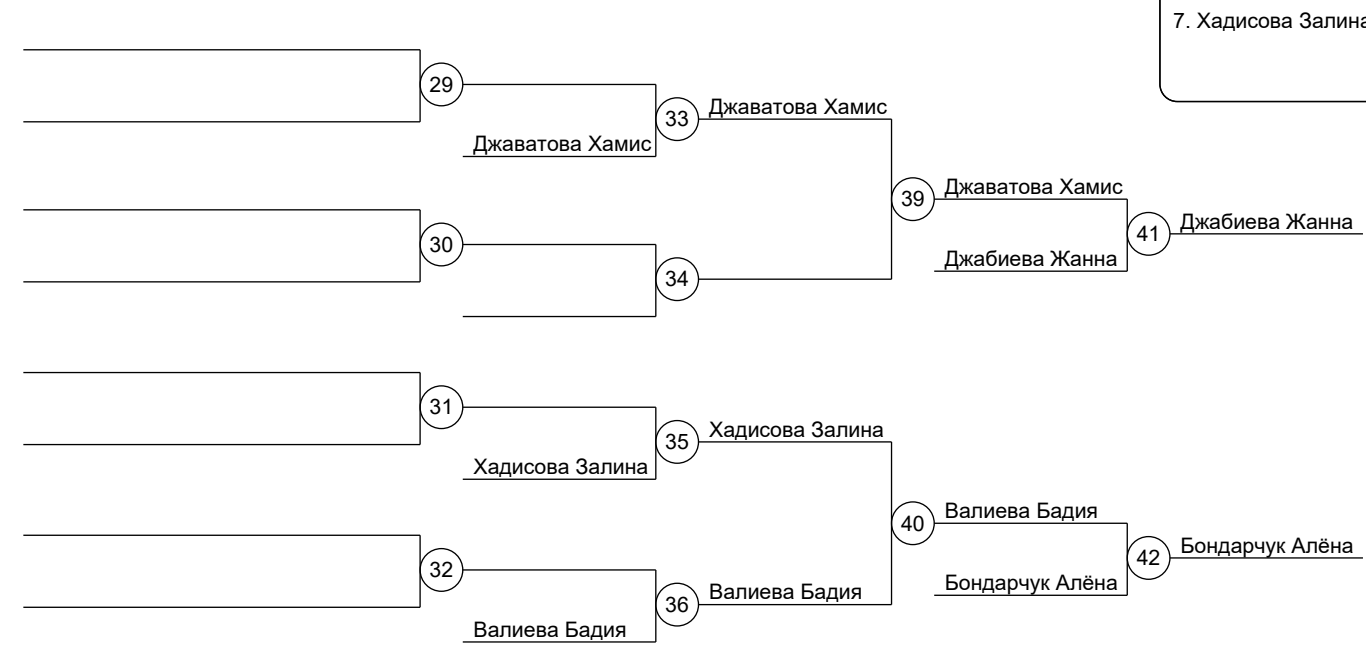 7. Хадисова Залина
29
33
Джаватова Хамис
Джаватова Хамис
39
Джаватова Хамис
41
Джабиева Жанна
30
Джабиева Жанна
34
31
35
Хадисова Залина
Хадисова Залина
40
Валиева Бадия
42
Бондарчук Алёна
32
Бондарчук Алёна
36
Валиева Бадия
Валиева Бадия